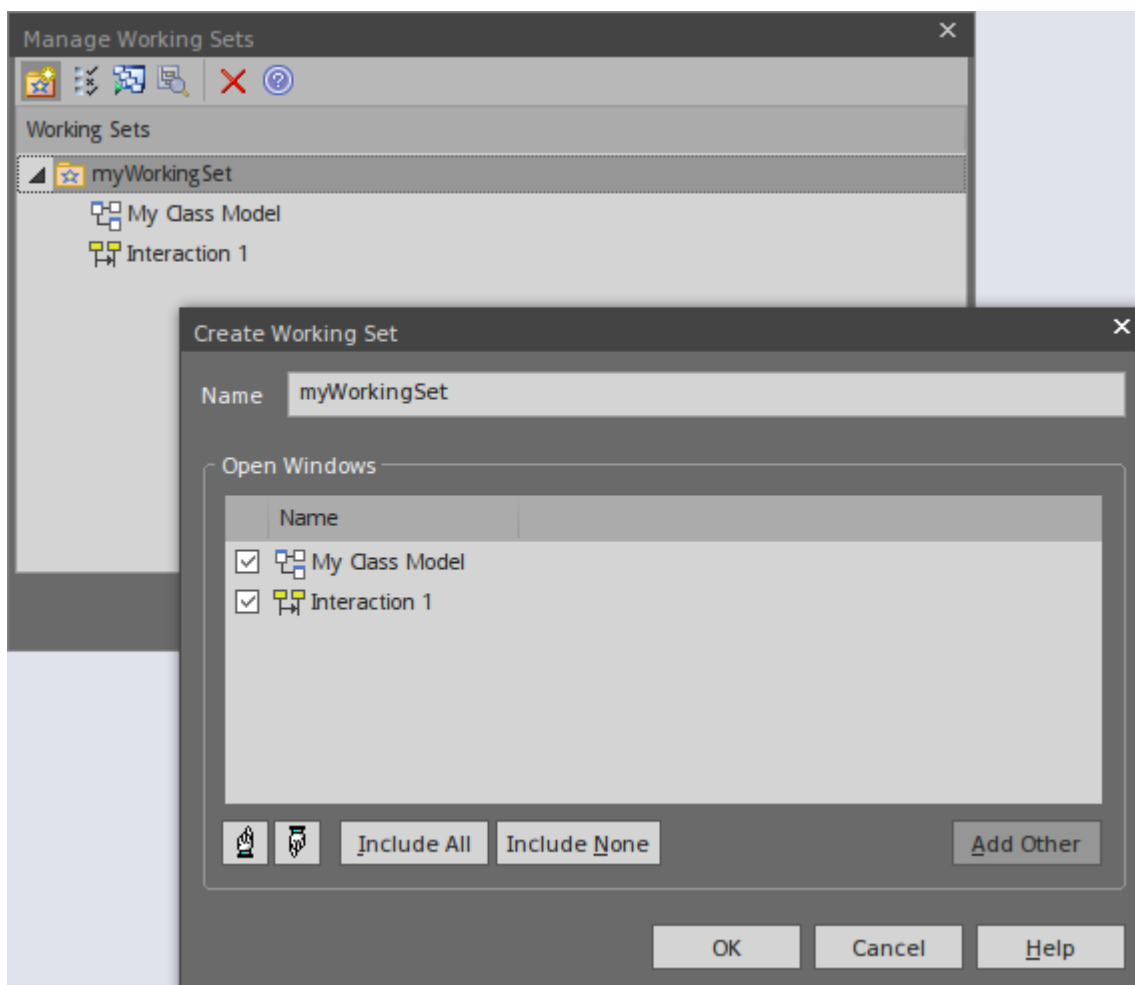 Manage Working Sets
Working Sets
myWorkingSet
My Class Model
Interaction 1
Create Working Set
Name myWorkingSet
Open Windows
Name
My Class Model
Interaction 1
Include All Include None Add Other
OK Cancel Help